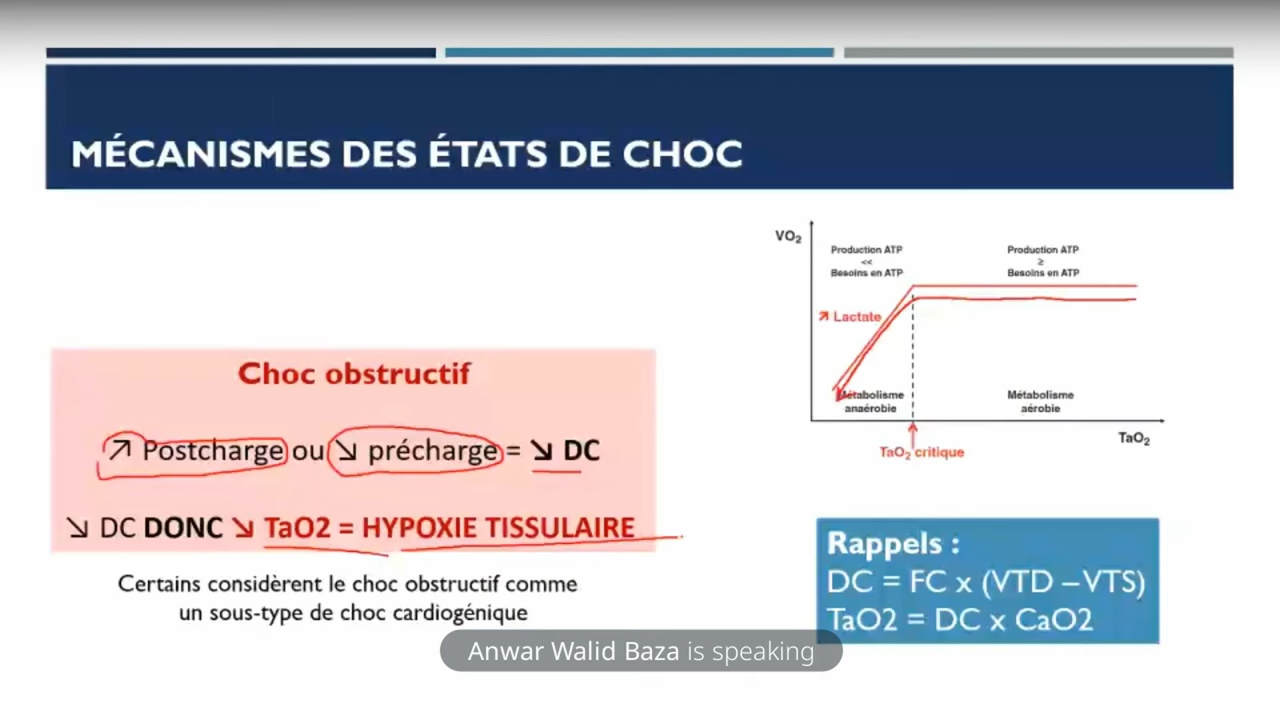 MÉCANISMES DES ÉTATS DE CHOC
Choc obstructif
↗ Postcharge ou ↘ précharge = ↘ DC
↘ DC DONC ↘ TaO2 = HYPOXIE TISSULAIRE
Certains considèrent le choc obstructif comme
un sous-type de choc cardiogénique
VO₂
Production ATP
<<
Besoins en ATP
Production ATP
≥
Besoins en ATP
↗ Lactate
Métabolisme
anaérobie
Métabolisme
aérobie
TaO₂
TaO₂ critique
Rappels :
DC = FC x (VTD – VTS)
TaO2 = DC x CaO2
Anwar Walid Baza is speaking